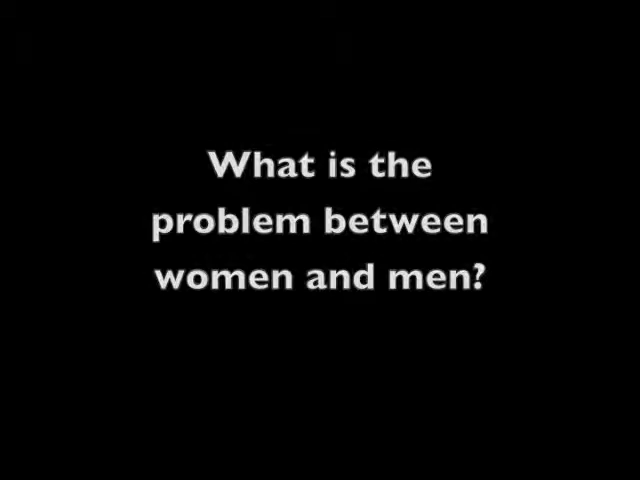 What is the
problem between
women and men?